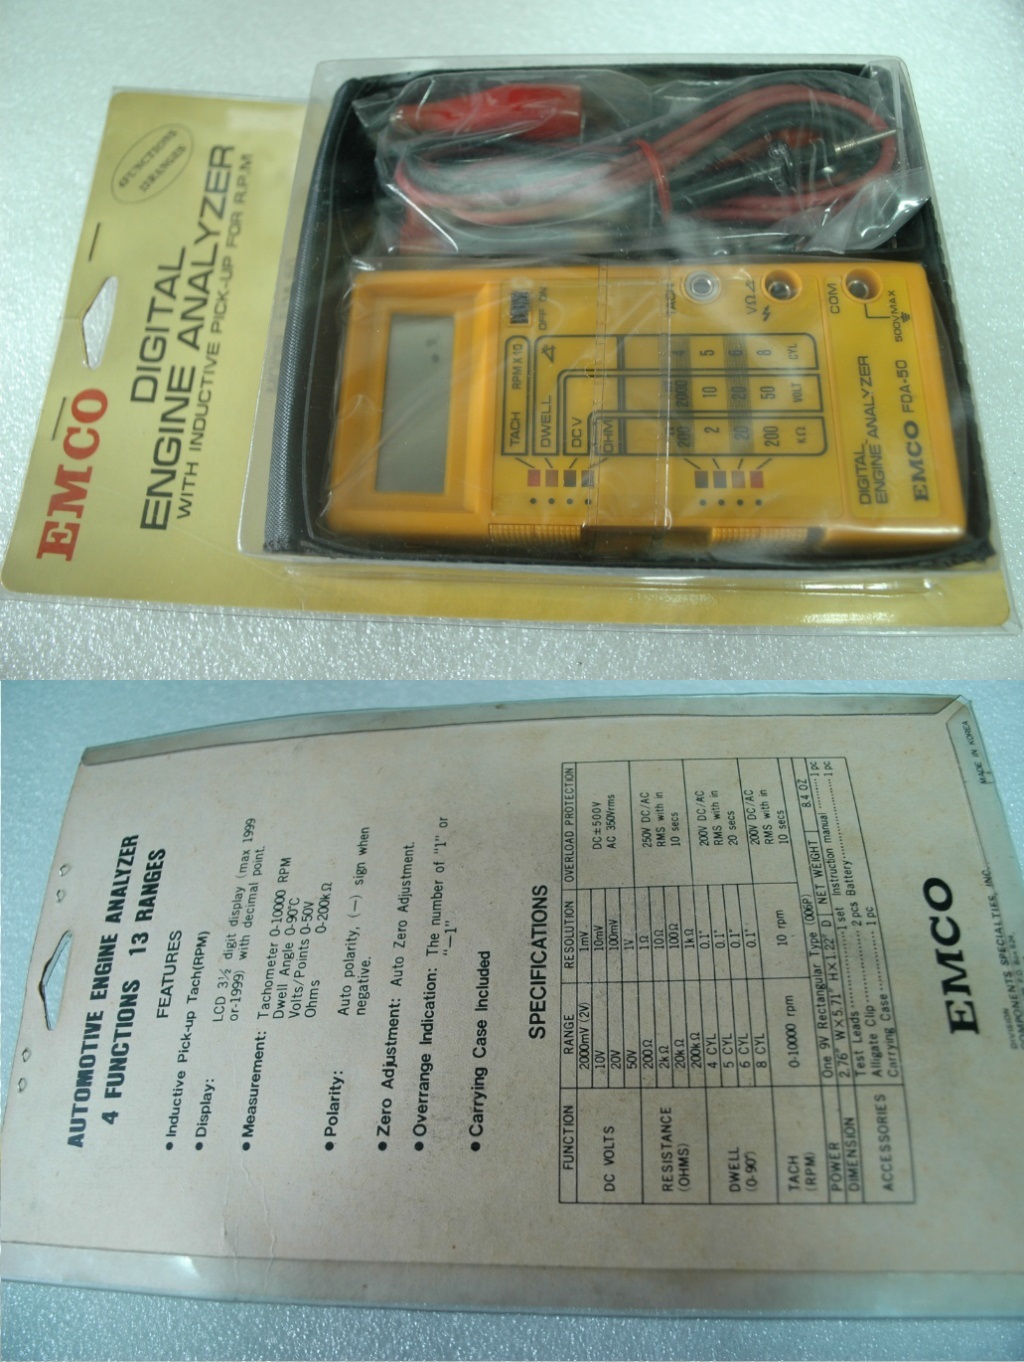 4 FUNCTIONS
13 RANGES
EMCO
DIGITAL
ENGINE ANALYZER
WITH INDUCTIVE PICK-UP FOR R.P.M
OFF ON
TACH
VΩ
COM
500VMAX
TACH RPM X 10
DWELL
DC V
OHM
4 5 6 8 CYL
2000 10 20 50 VOLT
200 2 20 200 KΩ
DIGITAL
ENGINE ANALYZER
EMCO FDA-50
AUTOMOTIVE ENGINE ANALYZER
4 FUNCTIONS 13 RANGES
FEATURES
• Inductive Pick-up Tach(RPM)
• Display: LCD 3½ digit display (max 1999
or-1999) with decimal point.
• Measurement: Tachometer 0-10000 RPM
Dwell Angle 0-90℃
Volts/Points 0-50V
Ohms 0-200kΩ
• Polarity: Auto polarity, (−) sign when
negative.
• Zero Adjustment: Auto Zero Adjustment.
• Overrange Indication: The number of "1" or
"−1"
• Carrying Case Included
SPECIFICATIONS
FUNCTION RANGE RESOLUTION OVERLOAD PROTECTION
DC VOLTS 2000mV (2V) 1mV DC±500V
10V 10mV AC 350Vrms
20V 100mV
50V 1V
RESISTANCE 200Ω 1Ω 250V DC/AC
(OHMS) 2kΩ 10Ω RMS with in
20kΩ 100Ω 10 secs
200kΩ 1kΩ
DWELL 4 CYL 0.1° 200V DC/AC
(0-90°) 5 CYL 0.1° RMS with in
6 CYL 0.1° 20 secs
8 CYL 0.1°
TACH 0-10000 rpm 10 rpm 200V DC/AC
(RPM) RMS with in
10 secs
POWER One 9V Rectangular Type (006P) NET WEIGHT 8.4 OZ
DIMENSION 2.76" W×5.71" H×1.22" D
ACCESSORIES Test Leads 1 set Instruction manual 1 pc
Alligate Clip 2 pcs Battery 1 pc
Carrying Case 1 pc
EMCO
MADE IN KOREA
DIVISION
COMPONENTS SPECIALTIES, INC.